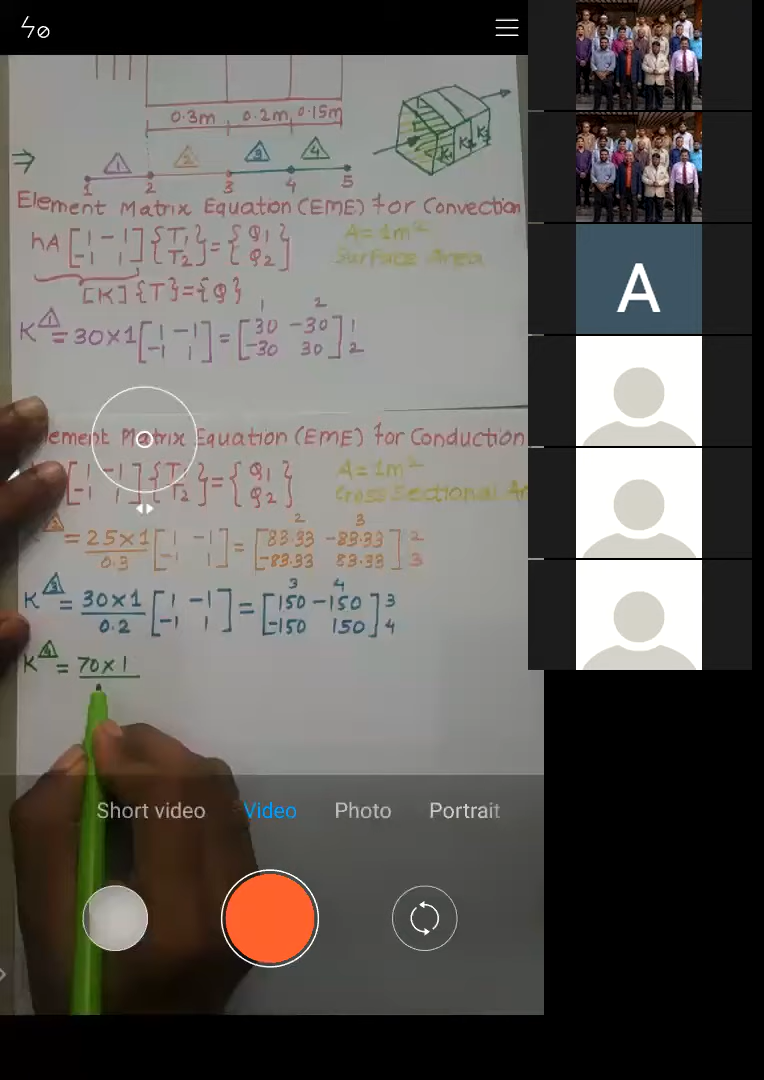 0.3m 0.2m 0.15m
⇒ 1 2 3 4
1 2 3 4 5
K1 K2 K3
Element Matrix Equation (EME) for Convection
hA [1 -1; -1 1] {T1; T2} = {Q1; Q2} A = 1m²
Surface Area
[K] {T} = {Q}
1 2
K 1 = 30×1 [1 -1; -1 1] = [30 -30; -30 30] 1 2
ement Matrix Equation (EME) for Conduction
[1 -1; -1 1] {T1; T2} = {Q1; Q2} A = 1m²
Cross Sectional Ar
2 3
= 25×1/0.3 [1 -1; -1 1] = [83.33 -83.33; -83.33 83.33] 2 3
3 4
K 3 = 30×1/0.2 [1 -1; -1 1] = [150 -150; -150 150] 3 4
K 4 = 70×1
A
Short video Video Photo Portrait